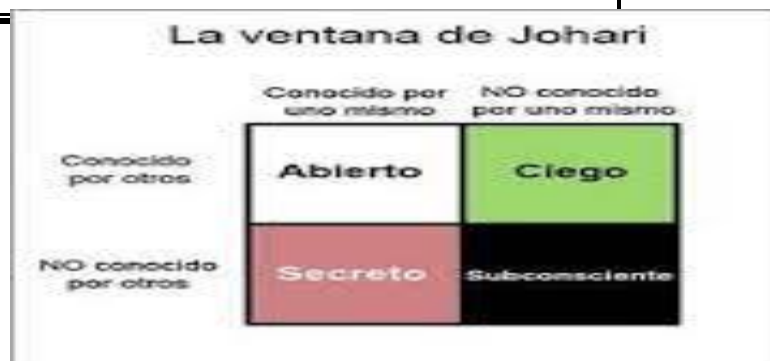 La ventana de Johari
Conocido por
uno mismo
NO conocido
por uno mismo
Conocido
por otros
Abierto
Ciego
NO conocido
por otros
Secreto
Subconsciente